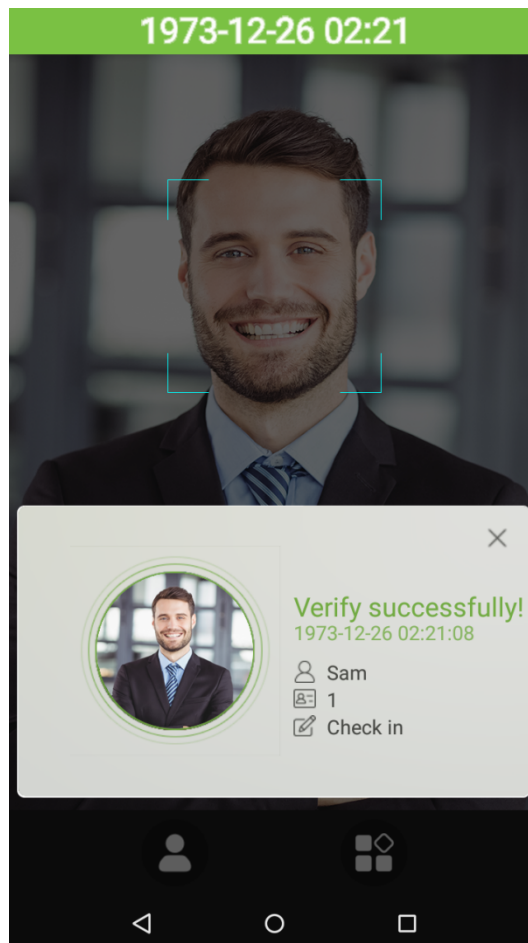 1973-12-26 02:21
Verify successfully!
1973-12-26 02:21:08
Sam
1
Check in